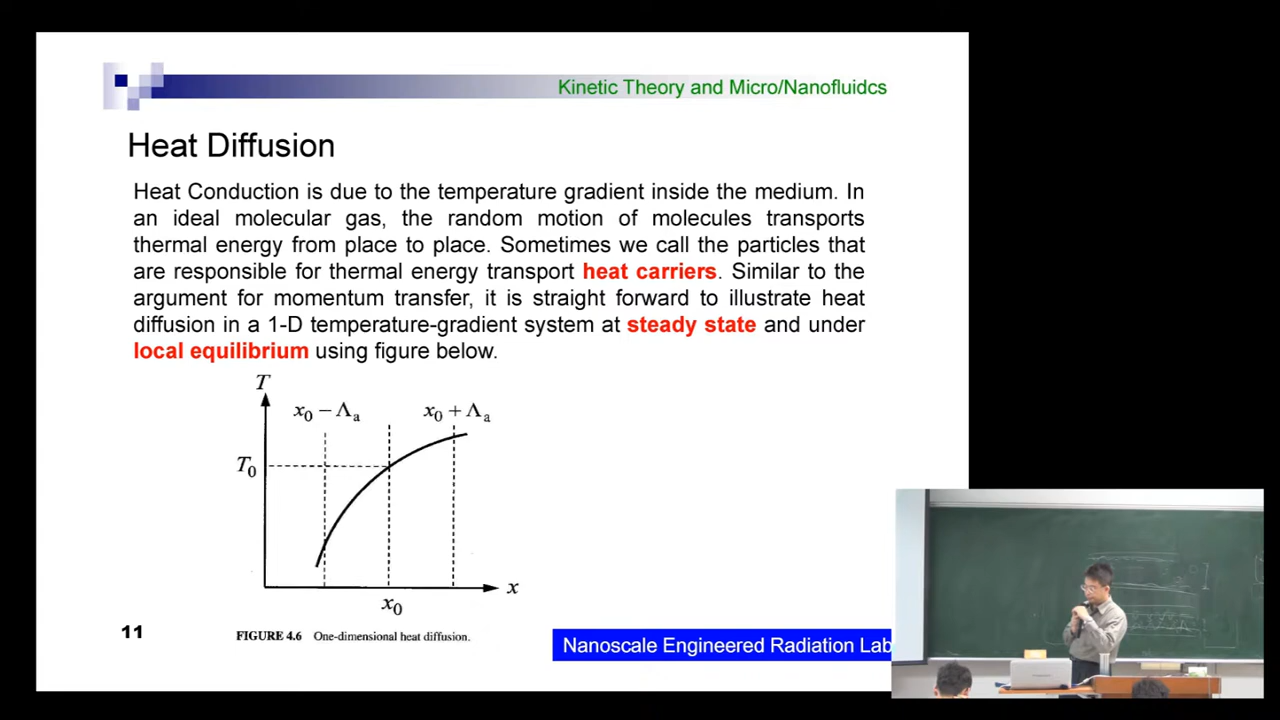 Kinetic Theory and Micro/Nanofluidcs
Heat Diffusion
Heat Conduction is due to the temperature gradient inside the medium. In
an ideal molecular gas, the random motion of molecules transports
thermal energy from place to place. Sometimes we call the particles that
are responsible for thermal energy transport heat carriers. Similar to the
argument for momentum transfer, it is straight forward to illustrate heat
diffusion in a 1-D temperature-gradient system at steady state and under
local equilibrium using figure below.
T
x₀ − Λₐ x₀ + Λₐ
T₀
x
x₀
11
FIGURE 4.6 One-dimensional heat diffusion.
Nanoscale Engineered Radiation Lab